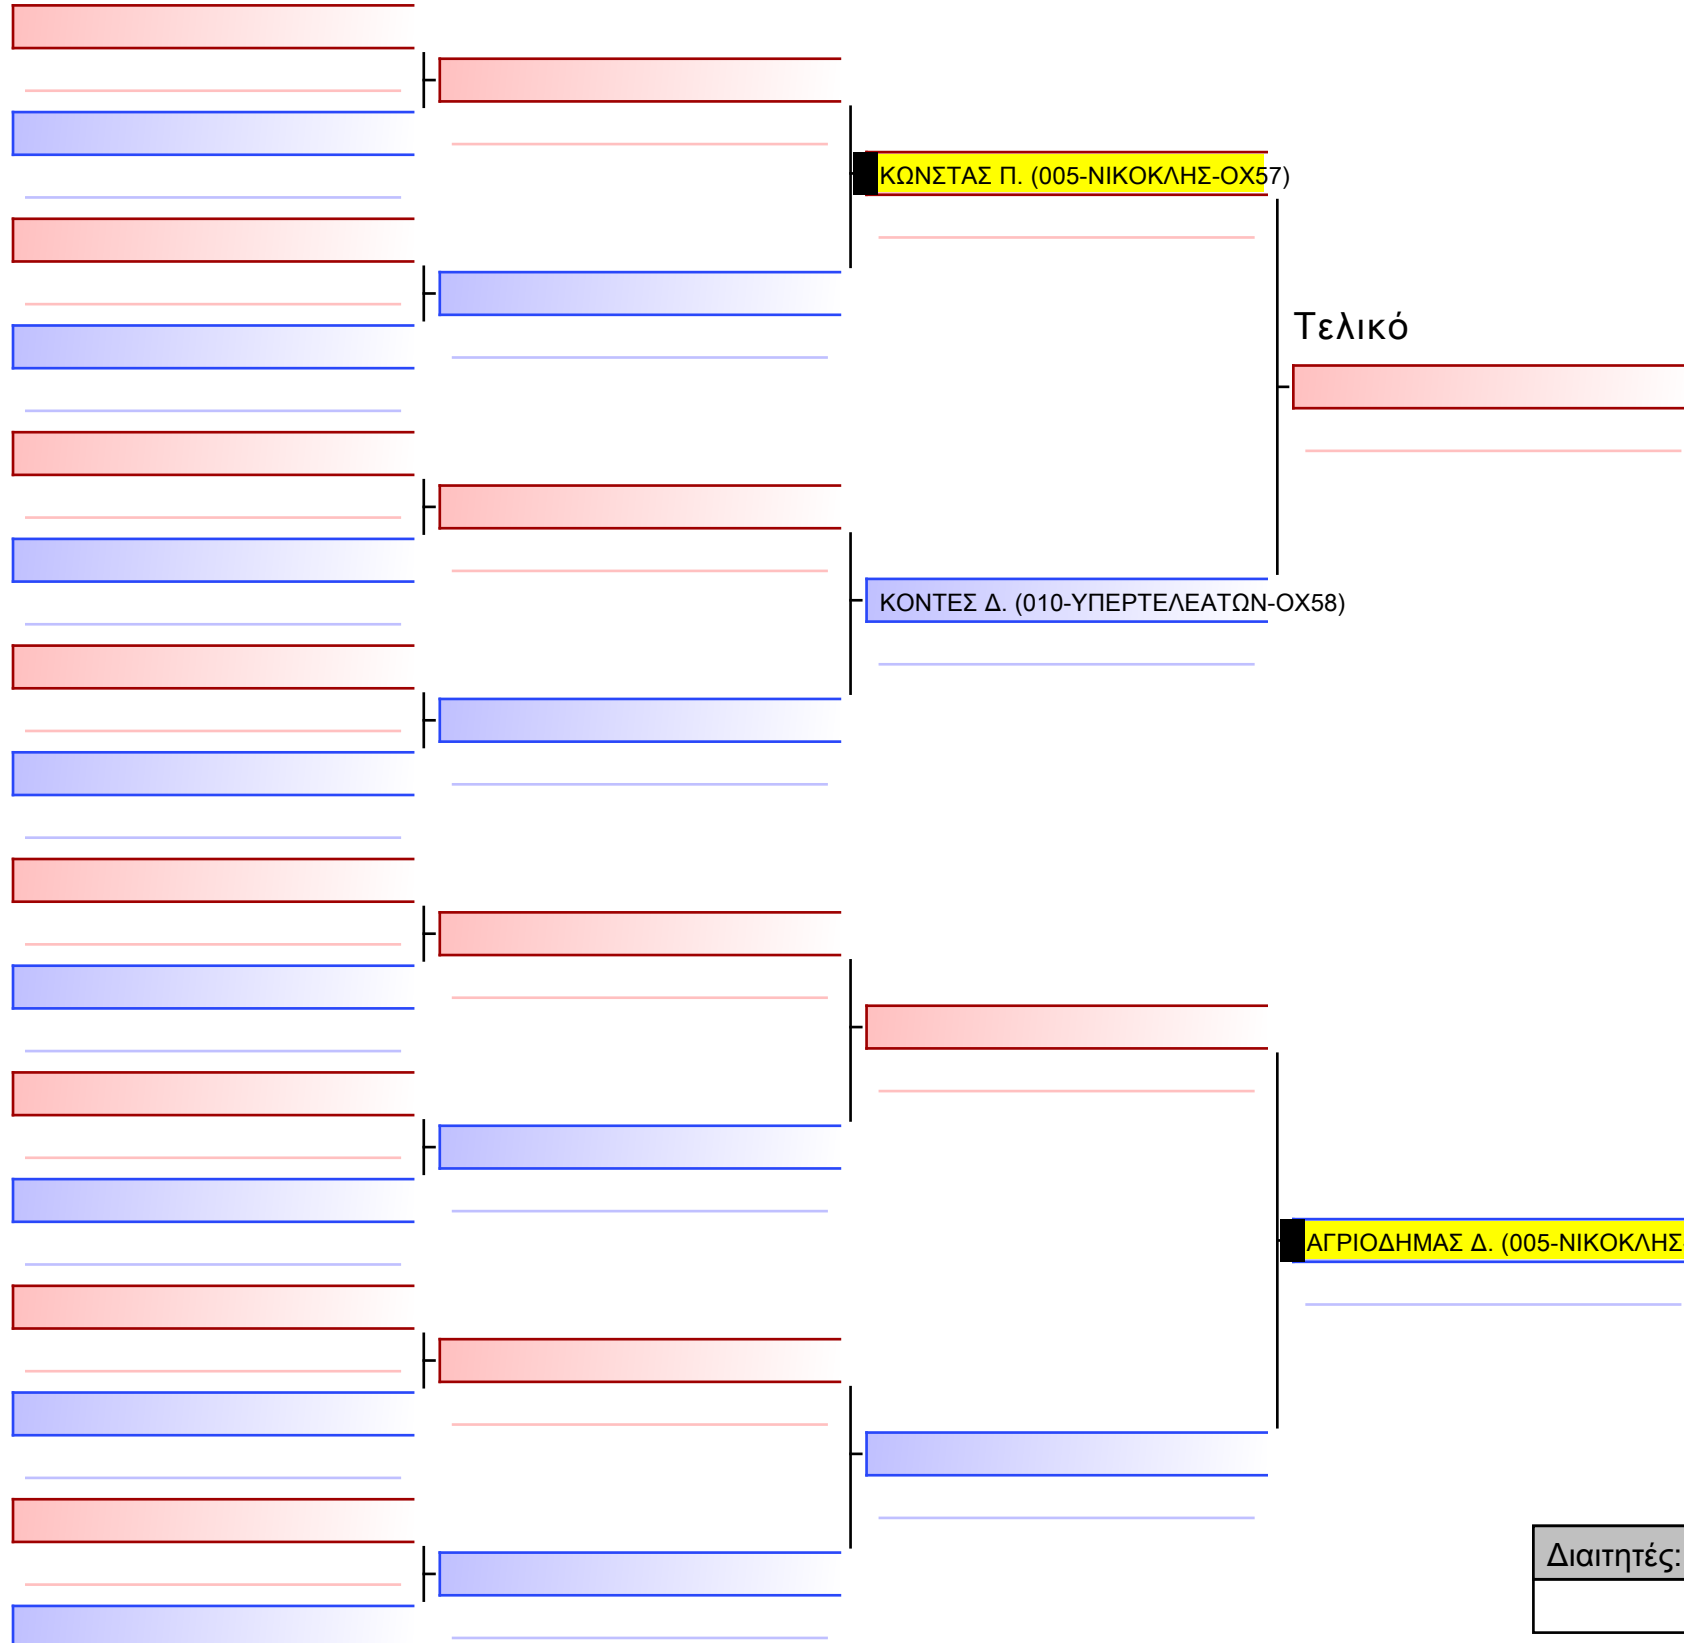 ΚΩΝΣΤΑΣ Π. (005-ΝΙΚΟΚΛΗΣ-ΟΧ57)
Τελικό
ΚΟΝΤΕΣ Δ. (010-ΥΠΕΡΤΕΛΕΑΤΩΝ-ΟΧ58)
ΑΓΡΙΟΔΗΜΑΣ Δ. (005-ΝΙΚΟΚΛΗΣ
Διαιτητές: